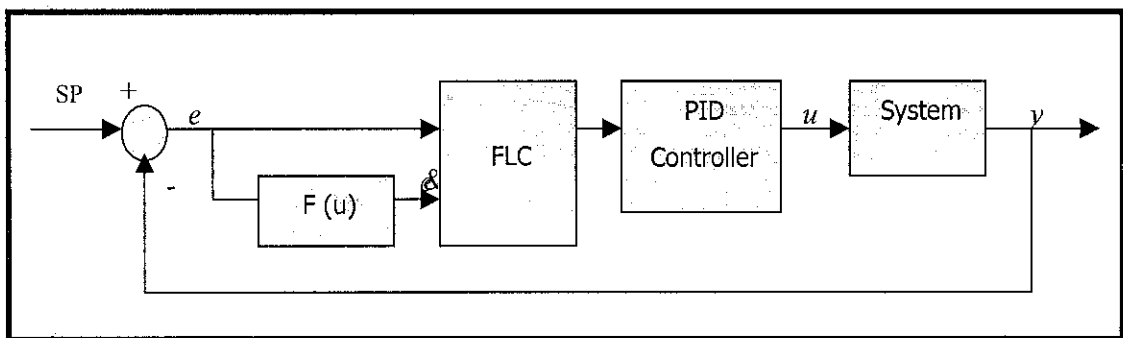 SP
+
e
-
F (u)
&
FLC
PID
Controller
u
System
y